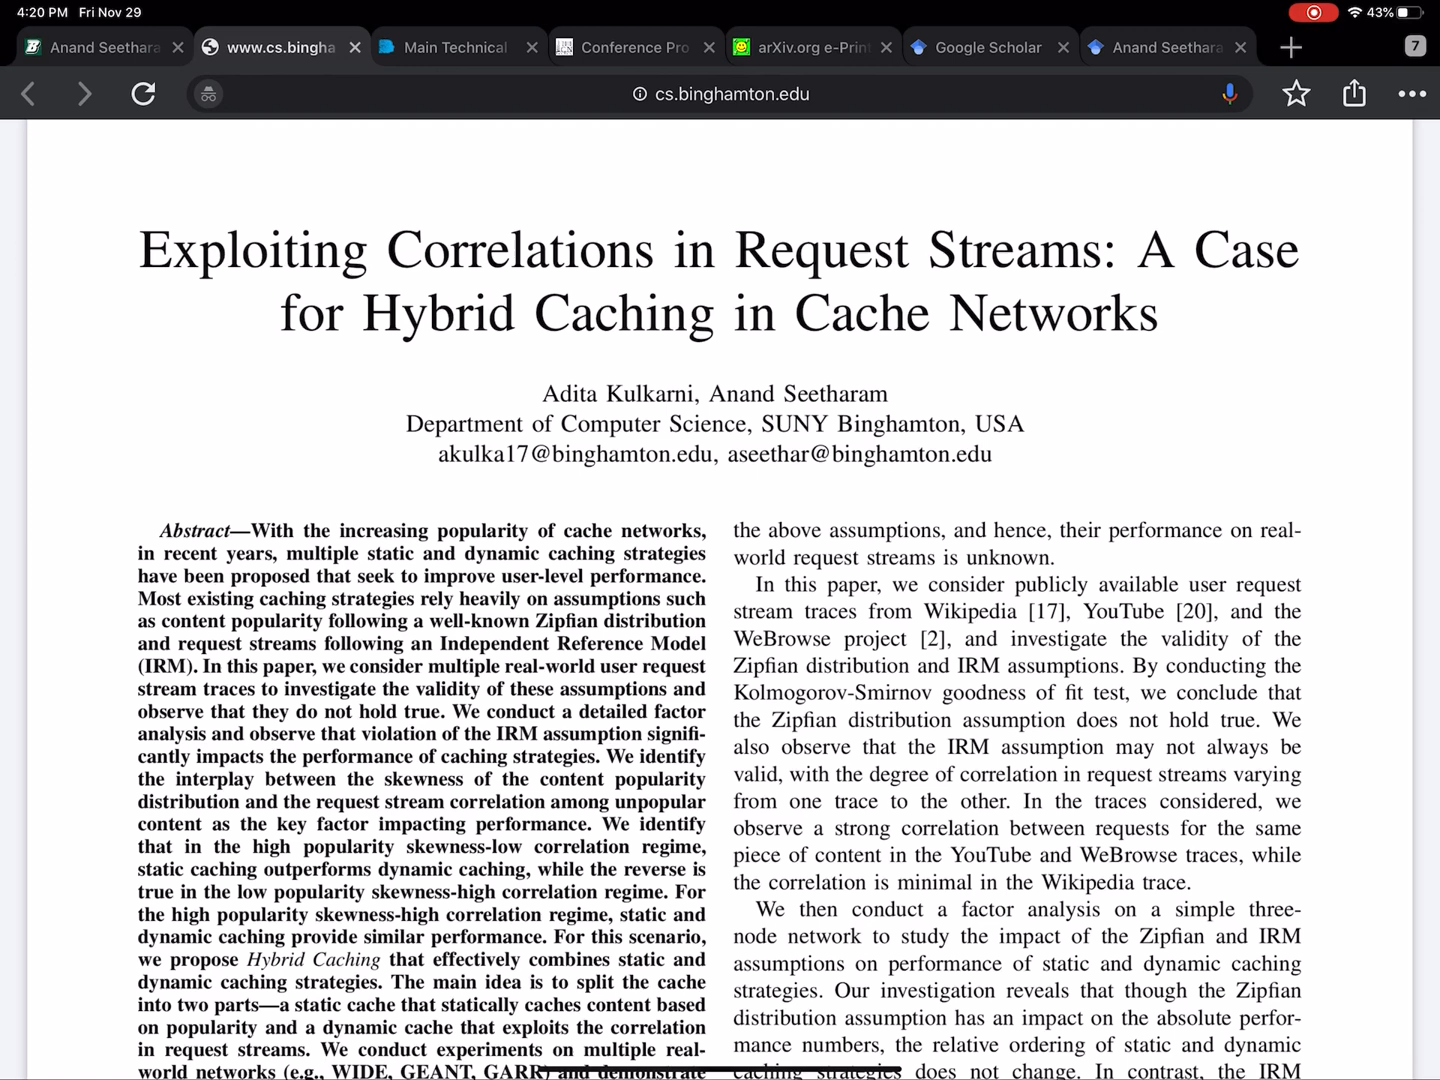 4:20 PM Fri Nov 29
43%
Anand Seethara
www.cs.bingha
Main Technical
Conference Pro
arXiv.org e-Prin
Google Scholar
Anand Seethara
7
cs.binghamton.edu
Exploiting Correlations in Request Streams: A Case
for Hybrid Caching in Cache Networks
Adita Kulkarni, Anand Seetharam
Department of Computer Science, SUNY Binghamton, USA
akulka17@binghamton.edu, aseethar@binghamton.edu
Abstract—With the increasing popularity of cache networks,
in recent years, multiple static and dynamic caching strategies
have been proposed that seek to improve user-level performance.
Most existing caching strategies rely heavily on assumptions such
as content popularity following a well-known Zipfian distribution
and request streams following an Independent Reference Model
(IRM). In this paper, we consider multiple real-world user request
stream traces to investigate the validity of these assumptions and
observe that they do not hold true. We conduct a detailed factor
analysis and observe that violation of the IRM assumption signifi-
cantly impacts the performance of caching strategies. We identify
the interplay between the skewness of the content popularity
distribution and the request stream correlation among unpopular
content as the key factor impacting performance. We identify
that in the high popularity skewness-low correlation regime,
static caching outperforms dynamic caching, while the reverse is
true in the low popularity skewness-high correlation regime. For
the high popularity skewness-high correlation regime, static and
dynamic caching provide similar performance. For this scenario,
we propose Hybrid Caching that effectively combines static and
dynamic caching strategies. The main idea is to split the cache
into two parts—a static cache that statically caches content based
on popularity and a dynamic cache that exploits the correlation
in request streams. We conduct experiments on multiple real-
world networks (e.g., WIDE, GEANT, GARR) and demonstrate
the above assumptions, and hence, their performance on real-
world request streams is unknown.
In this paper, we consider publicly available user request
stream traces from Wikipedia [17], YouTube [20], and the
WeBrowse project [2], and investigate the validity of the
Zipfian distribution and IRM assumptions. By conducting the
Kolmogorov-Smirnov goodness of fit test, we conclude that
the Zipfian distribution assumption does not hold true. We
also observe that the IRM assumption may not always be
valid, with the degree of correlation in request streams varying
from one trace to the other. In the traces considered, we
observe a strong correlation between requests for the same
piece of content in the YouTube and WeBrowse traces, while
the correlation is minimal in the Wikipedia trace.
We then conduct a factor analysis on a simple three-
node network to study the impact of the Zipfian and IRM
assumptions on performance of static and dynamic caching
strategies. Our investigation reveals that though the Zipfian
distribution assumption has an impact on the absolute perfor-
mance numbers, the relative ordering of static and dynamic
caching strategies does not change. In contrast, the IRM